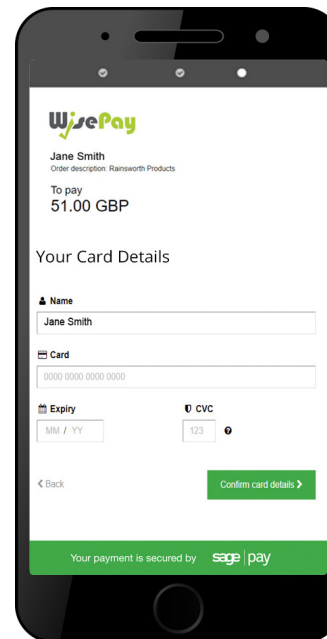 WisePay
Jane Smith
Order description: Rainsworth Products
To pay
51.00 GBP
Your Card Details
Name
Jane Smith
Card
0000 0000 0000 0000
Expiry CVC
MM / YY 123 ?
Back Confirm card details
Your payment is secured by sage pay